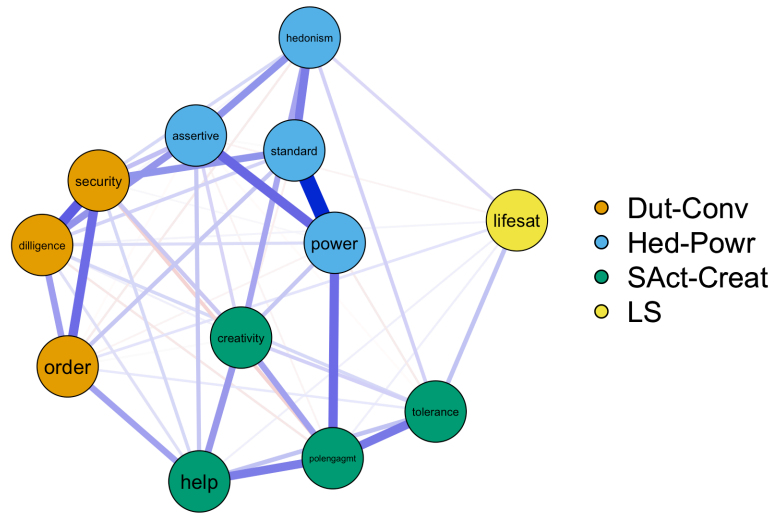 hedonism
assertive
standard
security
lifesat
dilligence
power
creativity
order
tolerance
polengagmt
help
Dut-Conv
Hed-Powr
SAct-Creat
LS